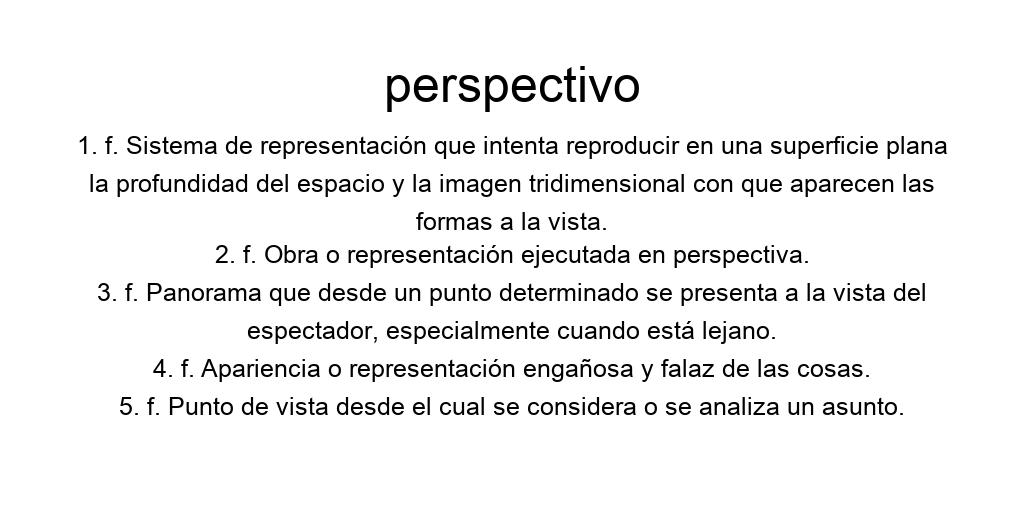 perspectivo
1. f. Sistema de representación que intenta reproducir en una superficie plana
la profundidad del espacio y la imagen tridimensional con que aparecen las
formas a la vista.
2. f. Obra o representación ejecutada en perspectiva.
3. f. Panorama que desde un punto determinado se presenta a la vista del
espectador, especialmente cuando está lejano.
4. f. Apariencia o representación engañosa y falaz de las cosas.
5. f. Punto de vista desde el cual se considera o se analiza un asunto.